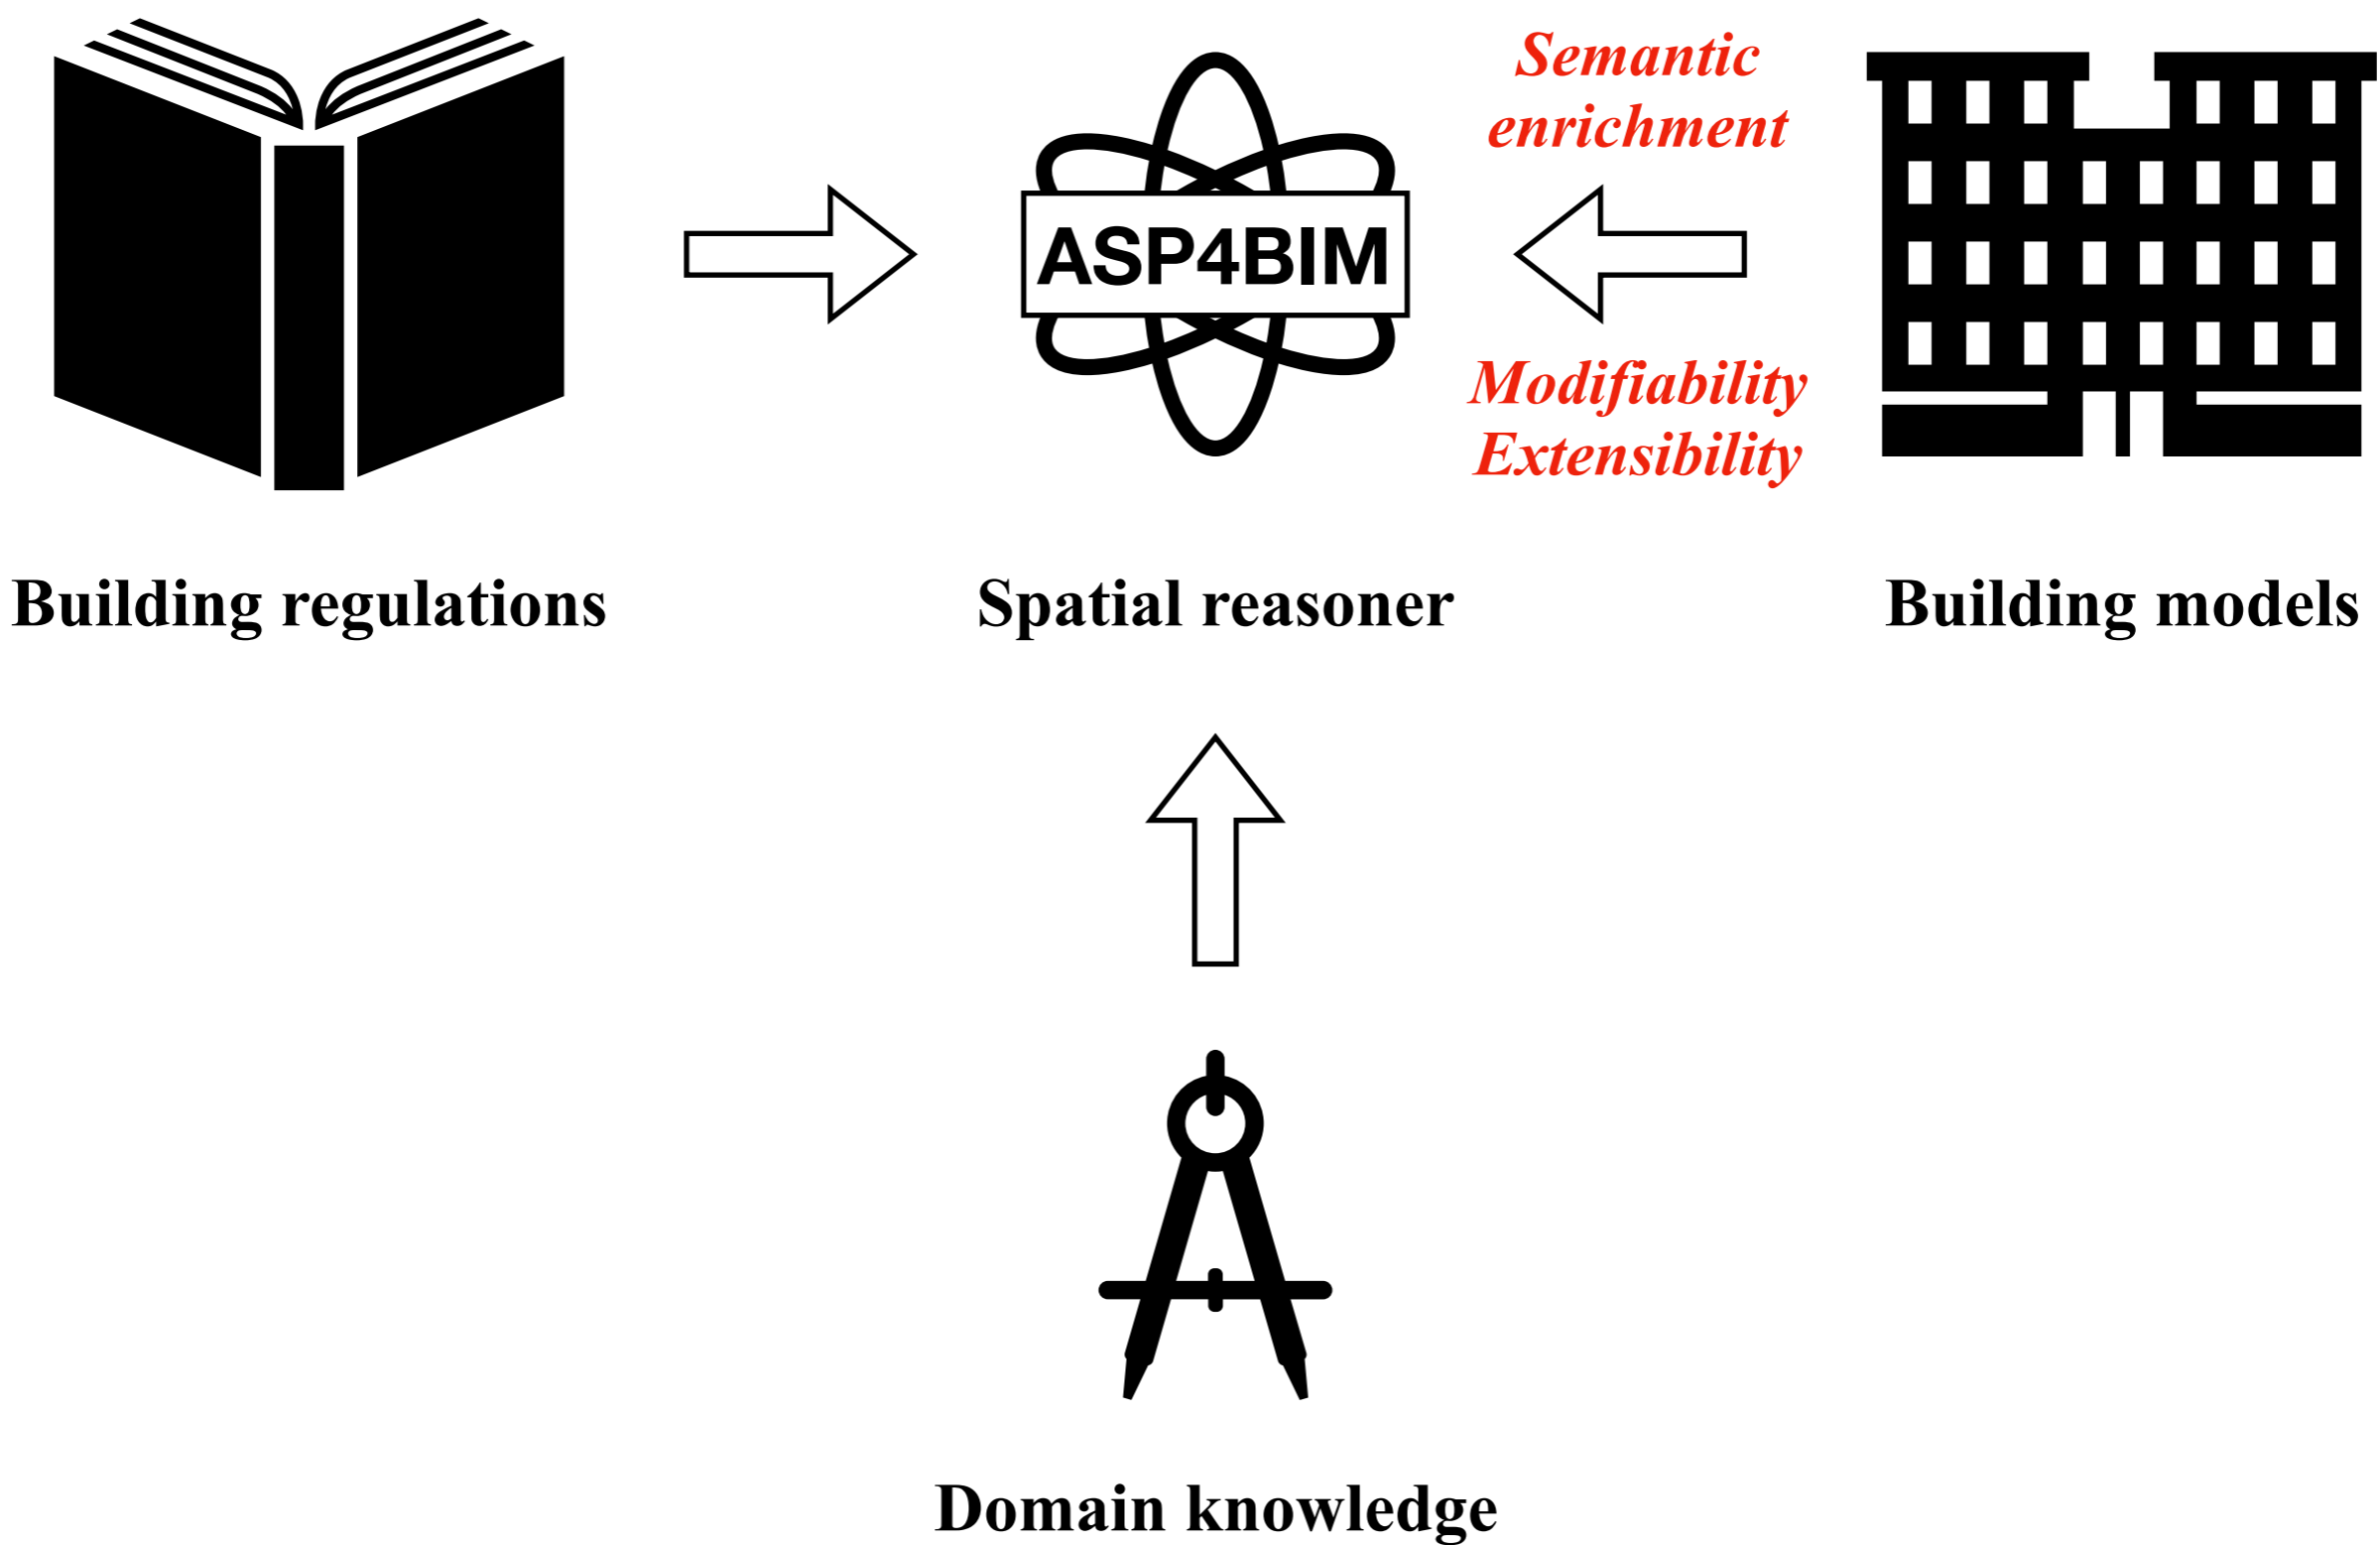 Semantic
enrichment
ASP4BIM
Modifiability
Extensibility
Building regulations
Spatial reasoner
Building models
Domain knowledge